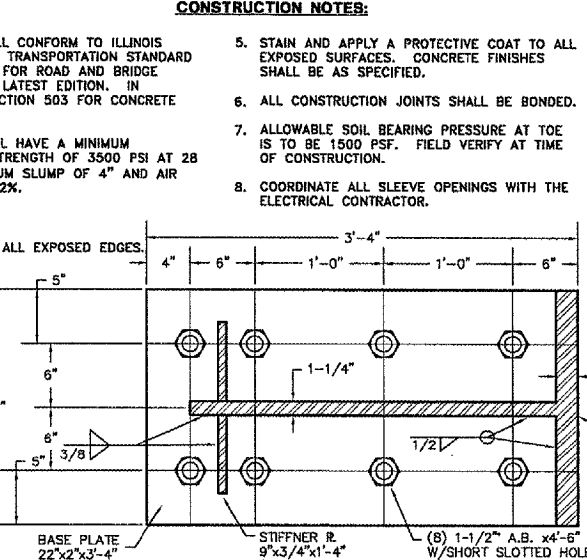 CONSTRUCTION NOTES:
CONFORM TO ILLINOIS
TRANSPORTATION STANDARD
FOR ROAD AND BRIDGE
LATEST EDITION. IN
CTION 503 FOR CONCRETE
HAVE A MINIMUM
TRENGTH OF 3500 PSI AT 28
UM SLUMP OF 4" AND AIR
2%.
ALL EXPOSED EDGES.
5. STAIN AND APPLY A PROTECTIVE COAT TO ALL
EXPOSED SURFACES. CONCRETE FINISHES
SHALL BE AS SPECIFIED.
6. ALL CONSTRUCTION JOINTS SHALL BE BONDED.
7. ALLOWABLE SOIL BEARING PRESSURE AT TOE
IS TO BE 1500 PSF. FIELD VERIFY AT TIME
OF CONSTRUCTION.
8. COORDINATE ALL SLEEVE OPENINGS WITH THE
ELECTRICAL CONTRACTOR.
3'-4"
4" 6" 1'-0" 1'-0" 6"
5"
6"
1-1/4"
6"
3/8
1/2
5"
BASE PLATE
22"x2"x3'-4"
STIFFNER PL
9"x3/4"x1'-4"
(8) 1-1/2" A.B. x4'-6"
W/SHORT SLOTTED HOL